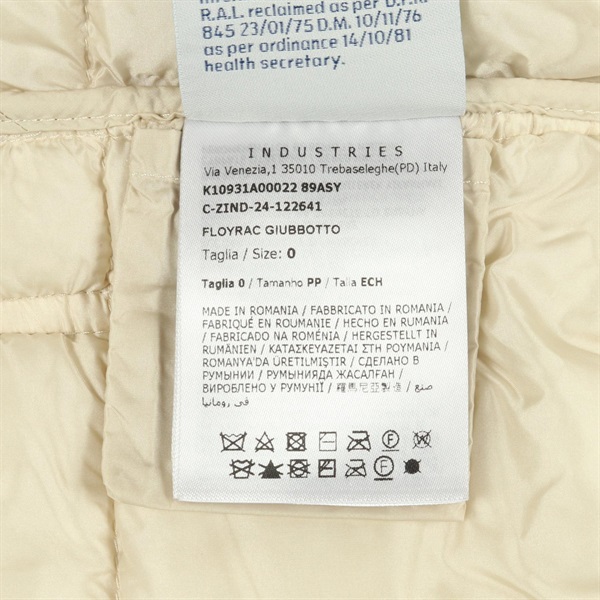 R.A.L. reclaimed as per D.P.R.
845 23/01/75 D.M. 10/11/76
as per ordinance 14/10/81
health secretary.
INDUSTRIES
Via Venezia,1 35010 Trebaseleghe(PD) Italy
K10931A00022 89ASY
C-ZIND-24-122641
FLOYRAC GIUBBOTTO
Taglia / Size: 0
Taglia 0 / Tamanho PP / Talla ECH
MADE IN ROMANIA / FABBRICATO IN ROMANIA /
FABRIQUÉ EN ROUMANIE / HECHO EN RUMANIA
/ FABRICADO NA ROMÉNIA / HERGESTELLT IN
RUMÄNIEN / ΚΑΤΑΣΚΕΥΑΖΕΤΑΙ ΣΤΗ ΡΟΥΜΑΝΙΑ /
ROMANYA'DA ÜRETİLMİŞTİR / СДЕЛАНО В
РУМЫНИИ / РУМЫНИЯДА ЖАСАЛҒАН /
ВИРОБЛЕНО У РУМУНІЇ / 羅馬尼亞製造 / صنع
في رومانيا